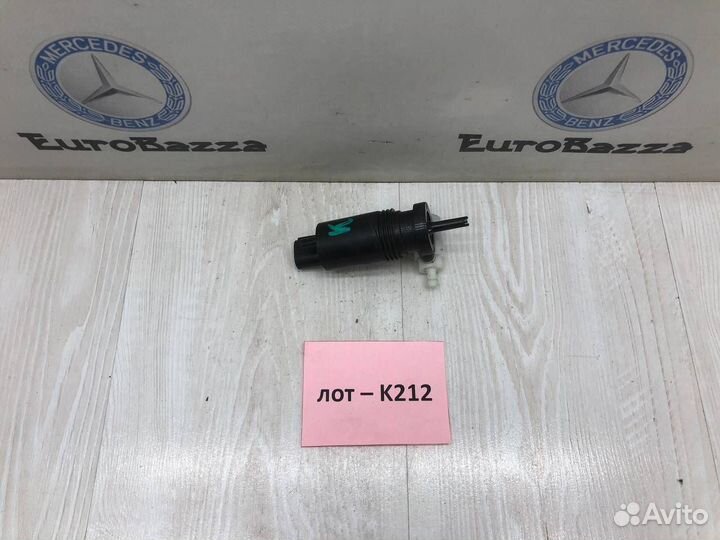 MERCEDES
BENZ
EuroBazza
MERCEDES
BENZ
EuroBazza
лот – K212
Avito